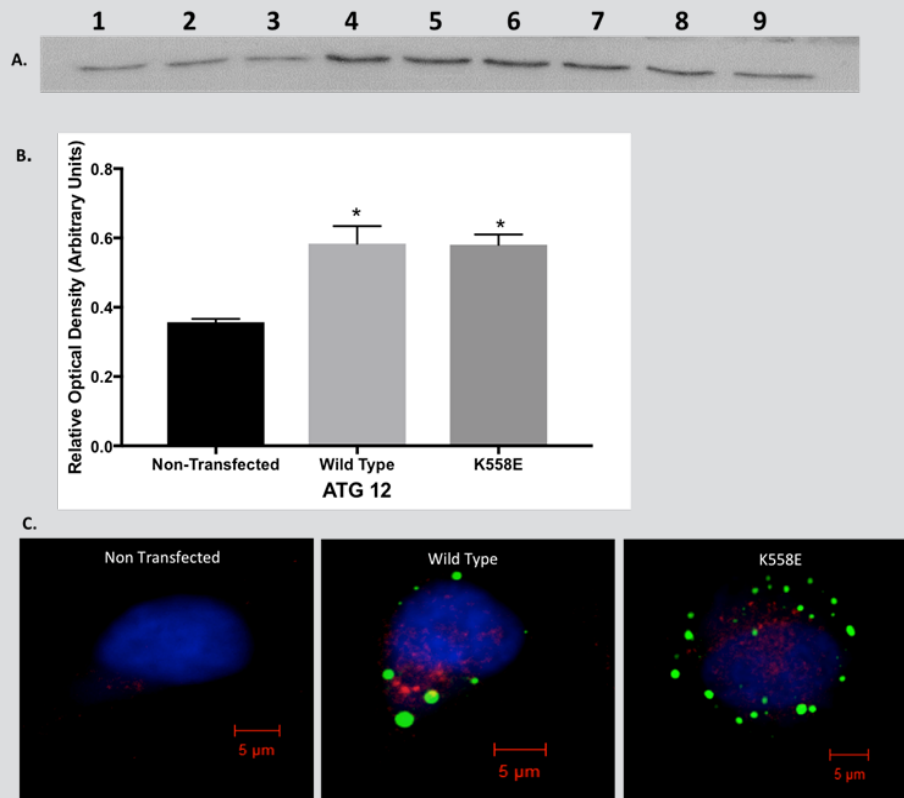 1 2 3 4 5 6 7 8 9
A.
B.
Relative Optical Density (Arbitrary Units)
0.8
0.6
0.4
0.2
0.0
* *
Non-Transfected Wild Type K558E
ATG 12
C.
Non Transfected Wild Type K558E
5 µm 5 µm 5 µm